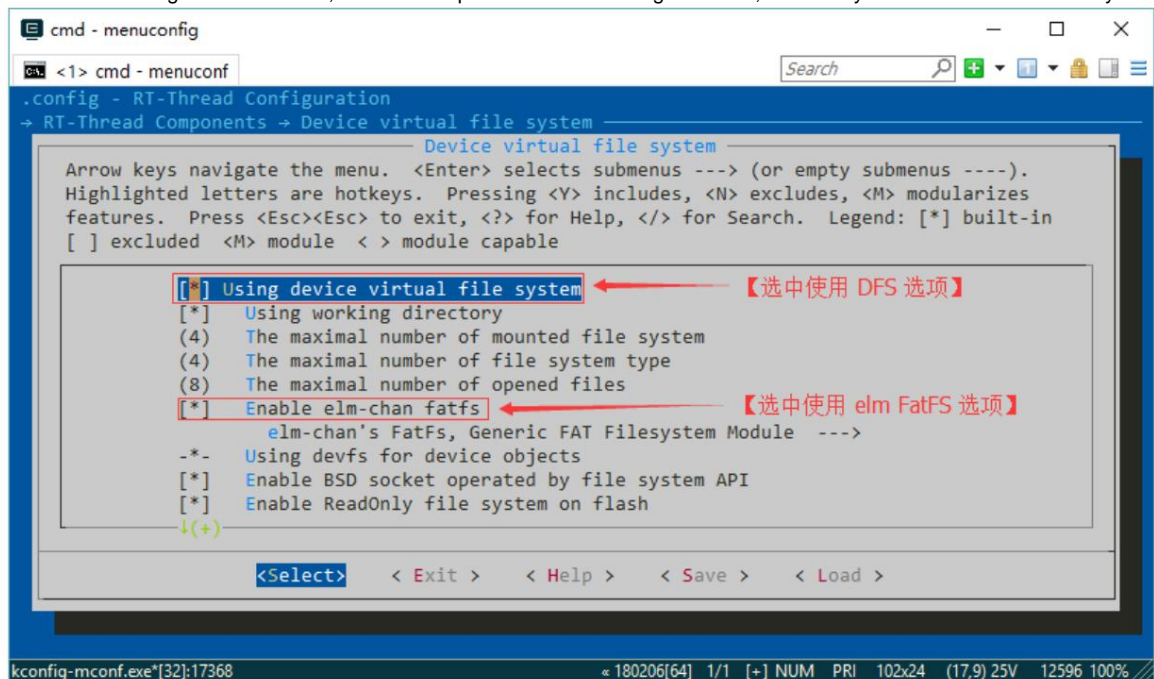 cmd - menuconfig
<1> cmd - menuconf
Search
.config - RT-Thread Configuration
→ RT-Thread Components → Device virtual file system
Device virtual file system
Arrow keys navigate the menu.  <Enter> selects submenus ---> (or empty submenus ----).
Highlighted letters are hotkeys.  Pressing <Y> includes, <N> excludes, <M> modularizes
features.  Press <Esc><Esc> to exit, <?> for Help, </> for Search.  Legend: [*] built-in
[ ] excluded  <M> module  < > module capable
[*] Using device virtual file system 【选中使用 DFS 选项】
[*]   Using working directory
(4)   The maximal number of mounted file system
(4)   The maximal number of file system type
(8)   The maximal number of opened files
[*]   Enable elm-chan fatfs 【选中使用 elm FatFS 选项】
elm-chan's FatFs, Generic FAT Filesystem Module  --->
-*-   Using devfs for device objects
[*]   Enable BSD socket operated by file system API
[*]   Enable ReadOnly file system on flash
↓(+)
<Select>    < Exit >    < Help >    < Save >    < Load >
kconfig-mconf.exe*[32]:17368 « 180206[64] 1/1 [+] NUM PRI 102x24 (17,9) 25V 12596 100%